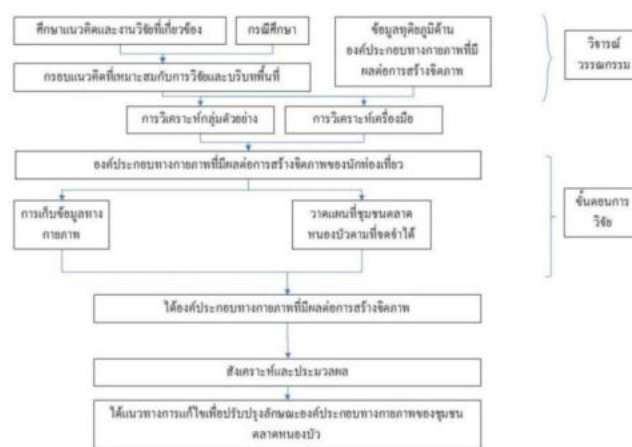 ศึกษาแนวคิดและงานวิจัยที่เกี่ยวข้อง
กรณีศึกษา
ข้อมูลทุติยภูมิด้าน
องค์ประกอบทางกายภาพที่มี
ผลต่อการสร้างจิตภาพ
วิจารณ์
วรรณกรรม
กรอบแนวคิดที่เหมาะสมกับการวิจัยและบริบทพื้นที่
การวิเคราะห์กลุ่มตัวอย่าง
การวิเคราะห์เครื่องมือ
องค์ประกอบทางกายภาพที่มีผลต่อการสร้างจิตภาพของนักท่องเที่ยว
การเก็บข้อมูลทาง
กายภาพ
วาดแผนที่ชุมชนตลาด
หนองบัวตามที่จดจำได้
ขั้นตอนการ
วิจัย
ได้องค์ประกอบทางกายภาพที่มีผลต่อการสร้างจิตภาพ
สังเคราะห์และประมวลผล
ได้แนวทางการแก้ไขเพื่อปรับปรุงลักษณะองค์ประกอบทางกายภาพของชุมชน
ตลาดหนองบัว